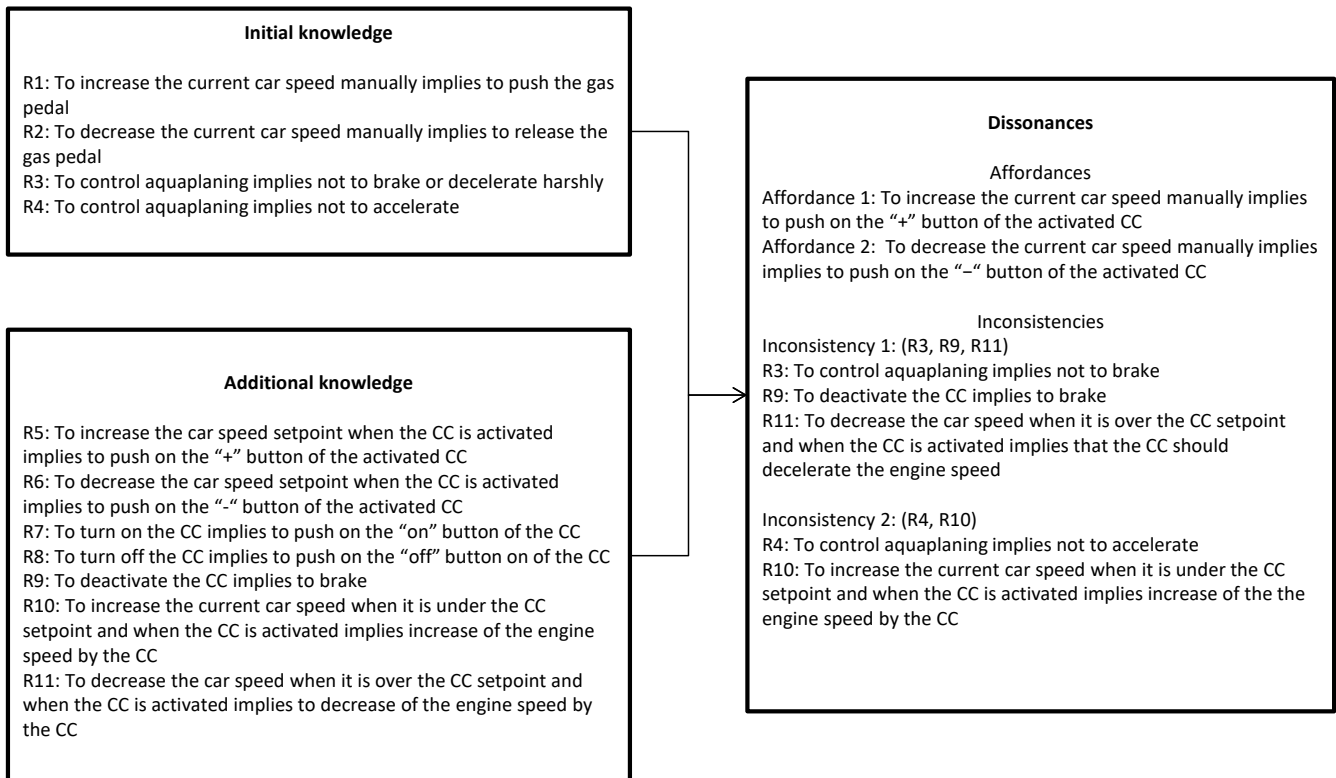 Initial knowledge
R1: To increase the current car speed manually implies to push the gas
pedal
R2: To decrease the current car speed manually implies to release the
gas pedal
R3: To control aquaplaning implies not to brake or decelerate harshly
R4: To control aquaplaning implies not to accelerate
Additional knowledge
R5: To increase the car speed setpoint when the CC is activated
implies to push on the “+” button of the activated CC
R6: To decrease the car speed setpoint when the CC is activated
implies to push on the “-“ button of the activated CC
R7: To turn on the CC implies to push on the “on” button of the CC
R8: To turn off the CC implies to push on the “off” button on of the CC
R9: To deactivate the CC implies to brake
R10: To increase the current car speed when it is under the CC
setpoint and when the CC is activated implies increase of the engine
speed by the CC
R11: To decrease the car speed when it is over the CC setpoint and
when the CC is activated implies to decrease of the engine speed by
the CC
Dissonances
Affordances
Affordance 1: To increase the current car speed manually implies
to push on the “+” button of the activated CC
Affordance 2:  To decrease the current car speed manually implies
implies to push on the “−“ button of the activated CC
Inconsistencies
Inconsistency 1: (R3, R9, R11)
R3: To control aquaplaning implies not to brake
R9: To deactivate the CC implies to brake
R11: To decrease the car speed when it is over the CC setpoint
and when the CC is activated implies that the CC should
decelerate the engine speed
Inconsistency 2: (R4, R10)
R4: To control aquaplaning implies not to accelerate
R10: To increase the current car speed when it is under the CC
setpoint and when the CC is activated implies increase of the the
engine speed by the CC